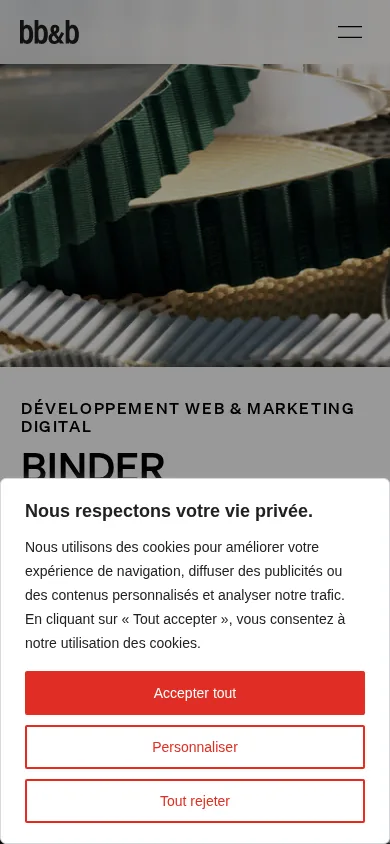 bb&b
DÉVELOPPEMENT WEB & MARKETING
DIGITAL
BINDER
Nous respectons votre vie privée.
Nous utilisons des cookies pour améliorer votre
expérience de navigation, diffuser des publicités ou
des contenus personnalisés et analyser notre trafic.
En cliquant sur « Tout accepter », vous consentez à
notre utilisation des cookies.
Accepter tout
Personnaliser
Tout rejeter